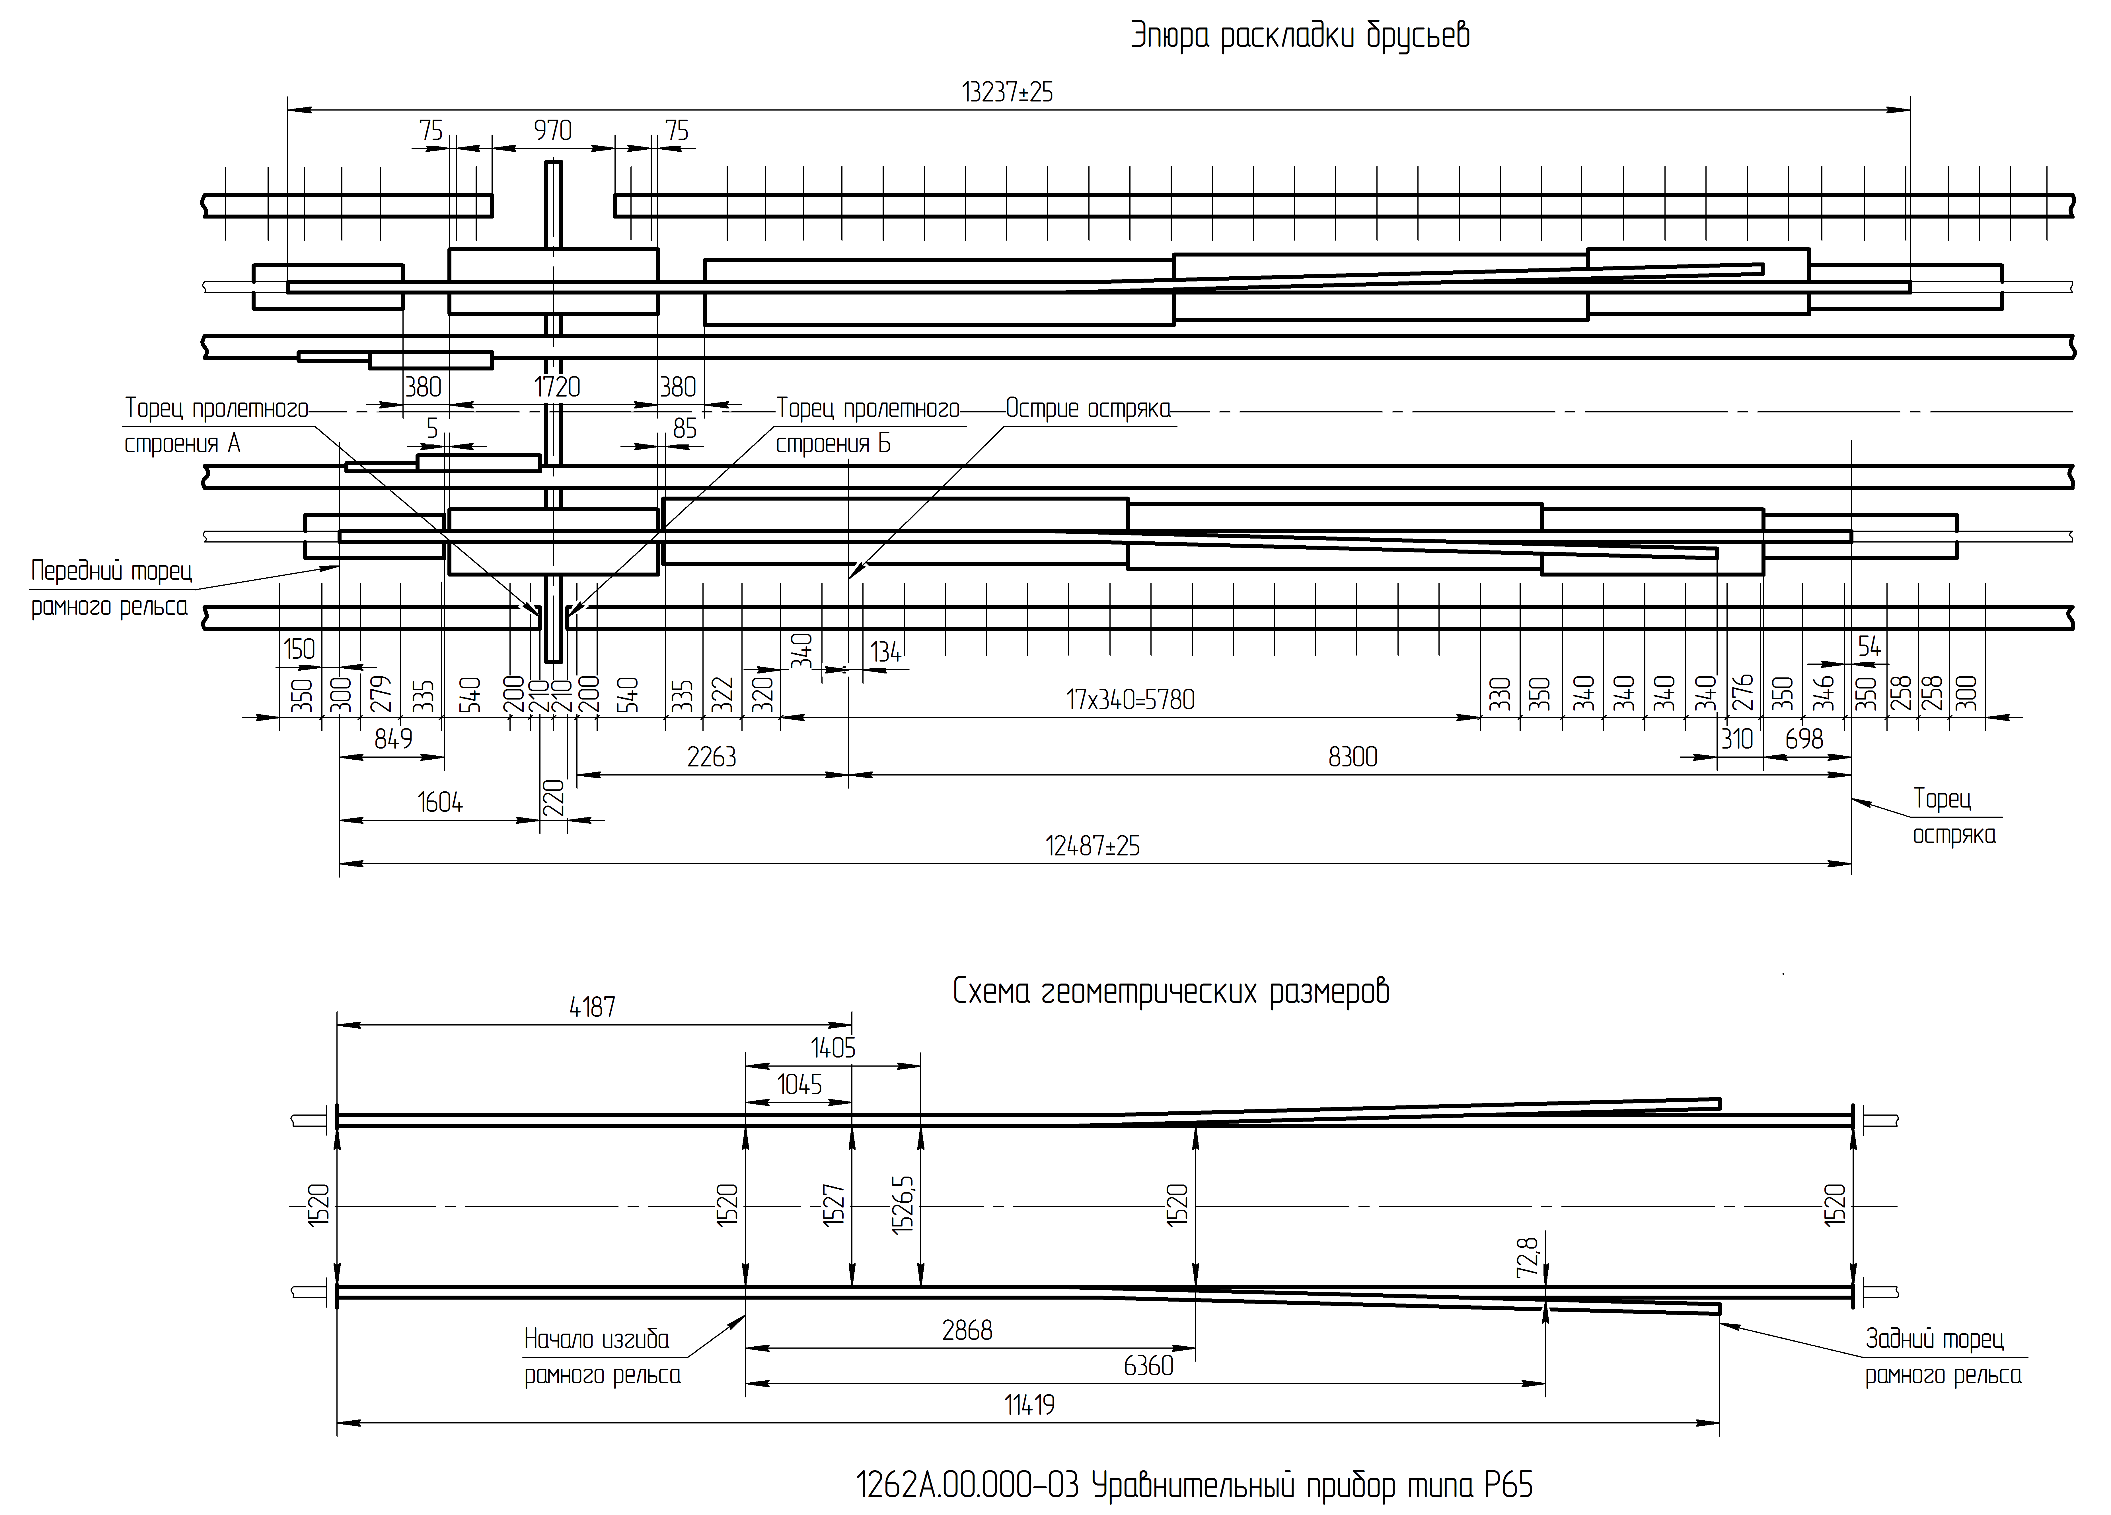 Эпюра раскладки брусьев
13237±25
75 970 75
380 1720 380
Торец пролетного
строения А
5
Торец пролетного
строения Б
85
Острие остряка
Передний торец
рамного рельса
150
340
134
54
350 300 279 335 540 200 210 210 200 540 335 322 320 17х340=5780 330 350 340 340 340 340 276 350 346 350 258 258 300
849
310 698
2263 8300
1604 220
Торец
остряка
12487±25
Схема геометрических размеров
4187
1405
1045
1520 1520 1527 1526,5 1520 1520
72,8
Начало изгиба
рамного рельса
2868
6360
Задний торец
рамного рельса
11419
1262А.00.000-03 Уравнительный прибор типа Р65